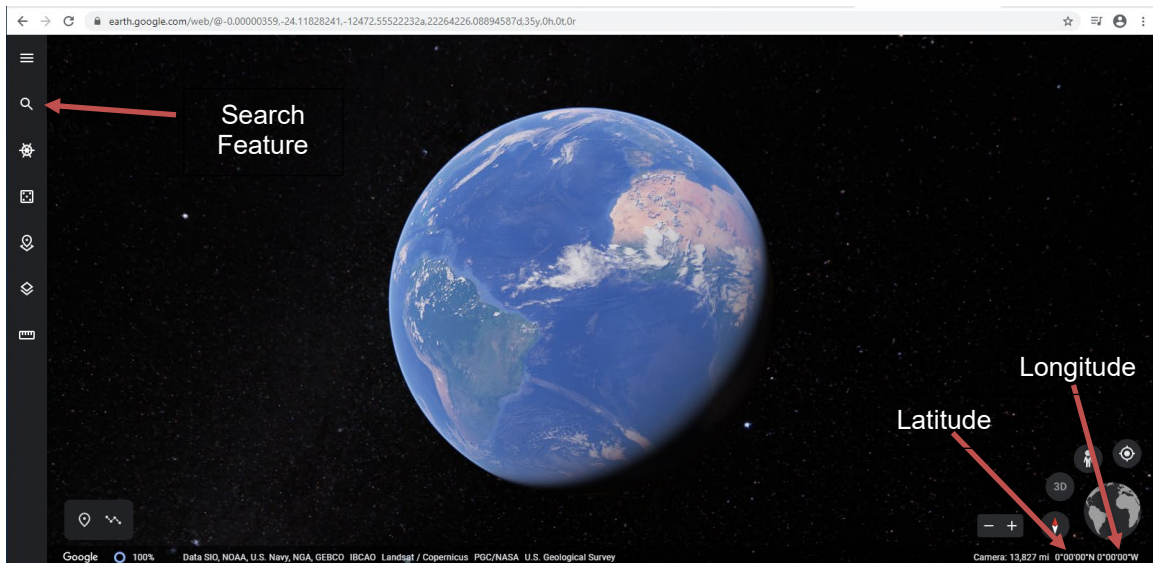 earth.google.com/web/@-0.00000359,-24.11828241,-12472.55522232a,22264226.08894587d,35y,0h,0t,0r
Search
Feature
Longitude
Latitude
3D
Google 100% Data SIO, NOAA, U.S. Navy, NGA, GEBCO IBCAO Landsat / Copernicus PGC/NASA U.S. Geological Survey
Camera: 13,827 mi 0°00'00"N 0°00'00"W